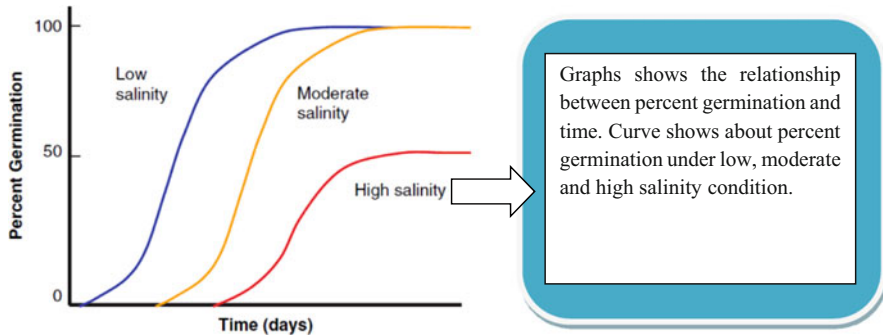 100
Percent Germination
Low
salinity
Moderate
salinity
50
High salinity
0
Time (days)
Graphs shows the relationship
between percent germination and
time. Curve shows about percent
germination under low, moderate
and high salinity condition.